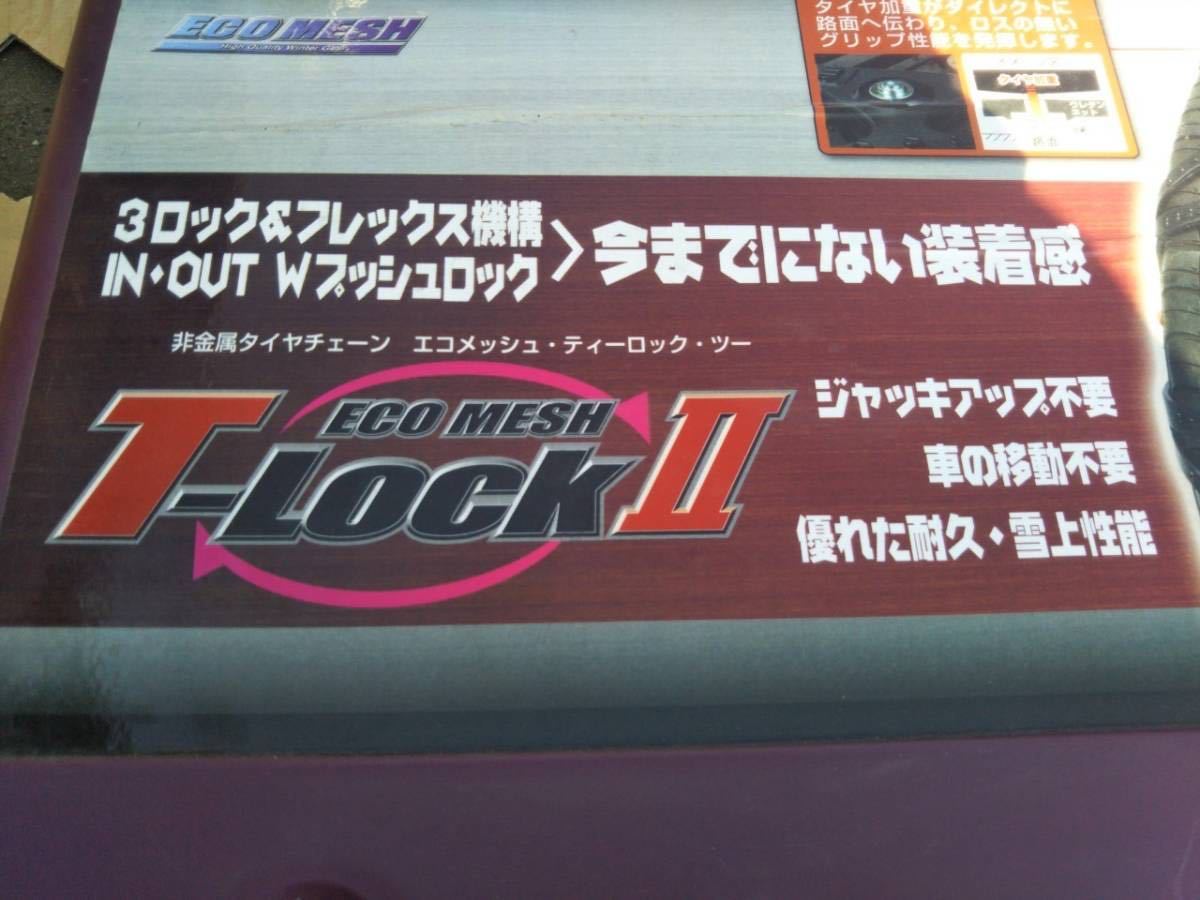 ECO MESH
High Quality Winter Gears
タイヤ加重がダイレクトに
路面へ伝わり、ロスの無い
グリップ性能を発揮します。
タイヤ加重
3ロック&フレックス機構
IN・OUT Wプッシュロック
>今までにない装着感
非金属タイヤチェーン エコメッシュ・ティーロック・ツー
ECO MESH
T-LOCK II
ジャッキアップ不要
車の移動不要
優れた耐久・雪上性能